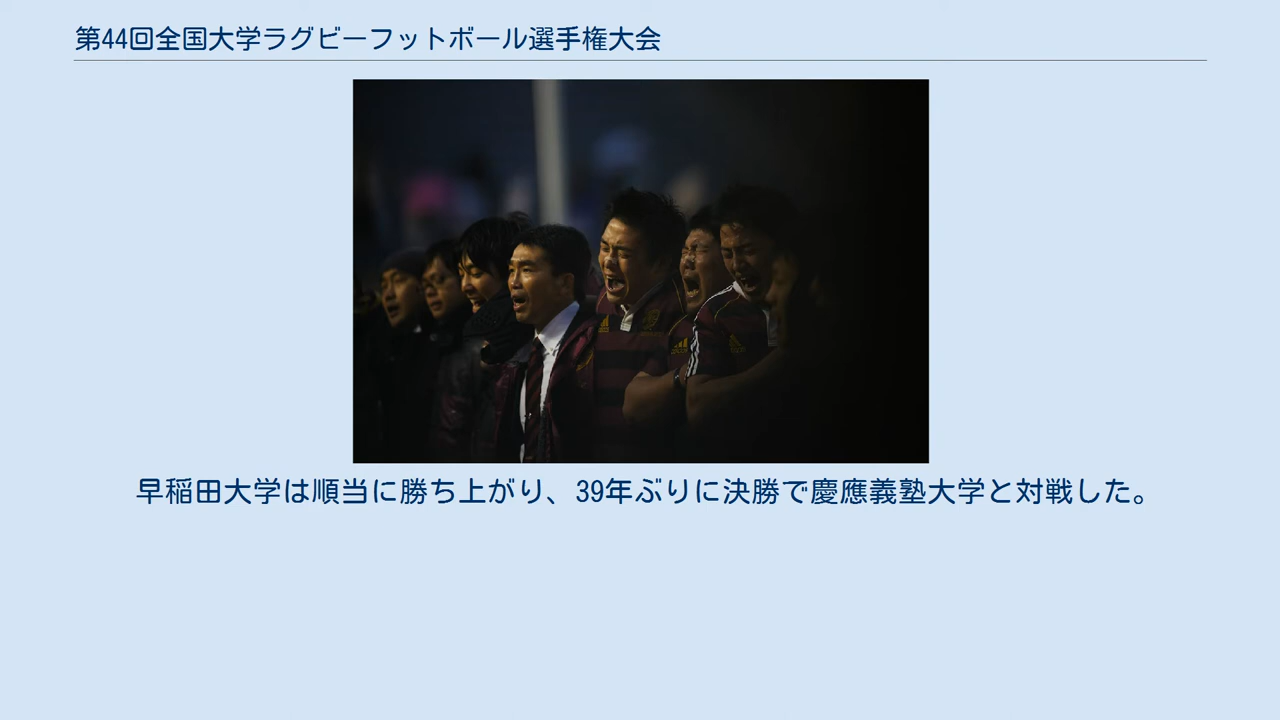 第44回全国大学ラグビーフットボール選手権大会
早稲田大学は順当に勝ち上がり、39年ぶりに決勝で慶應義塾大学と対戦した。